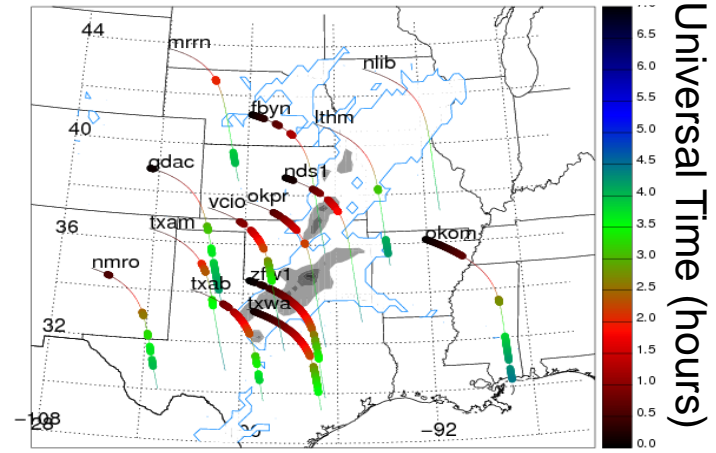 44
mrrn
nlib
fbyn
lthm
40
gdac
nds1
vcio
okpr
txam
36
okom
nmro
zfw1
txab
txwa
32
-108
28
-92
6.5
6.0
5.5
5.0
4.5
4.0
3.5
3.0
2.5
2.0
1.5
1.0
0.5
0.0
Universal Time (hours)